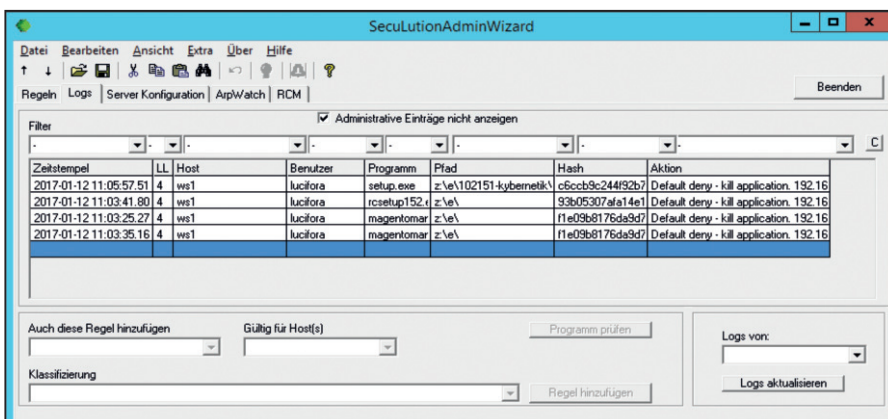 SecuLutionAdminWizard
Datei Bearbeiten Ansicht Extra Über Hilfe
Regeln Logs Server Konfiguration ArpWatch RCM
Beenden
Filter
Administrative Einträge nicht anzeigen
C
Zeitstempel LL Host Benutzer Programm Pfad Hash Aktion
2017-01-12 11:05:57.51 4 ws1 lucifora setup.exe z:\e\102151-kybernetik\ c6ccb9c244f92b7 Default deny - kill application. 192.16
2017-01-12 11:03:41.80 4 ws1 lucifora rcsetup152.e z:\e\ 93b05307afa14e1 Default deny - kill application. 192.16
2017-01-12 11:03:25.27 4 ws1 lucifora magentomar z:\e\ f1e09b8176da9d7 Default deny - kill application. 192.16
2017-01-12 11:03:35.16 4 ws1 lucifora magentomar z:\e\ f1e09b8176da9d7 Default deny - kill application. 192.16
Auch diese Regel hinzufügen
Gültig für Host(s)
Programm prüfen
Klassifizierung
Regel hinzufügen
Logs von:
Logs aktualisieren